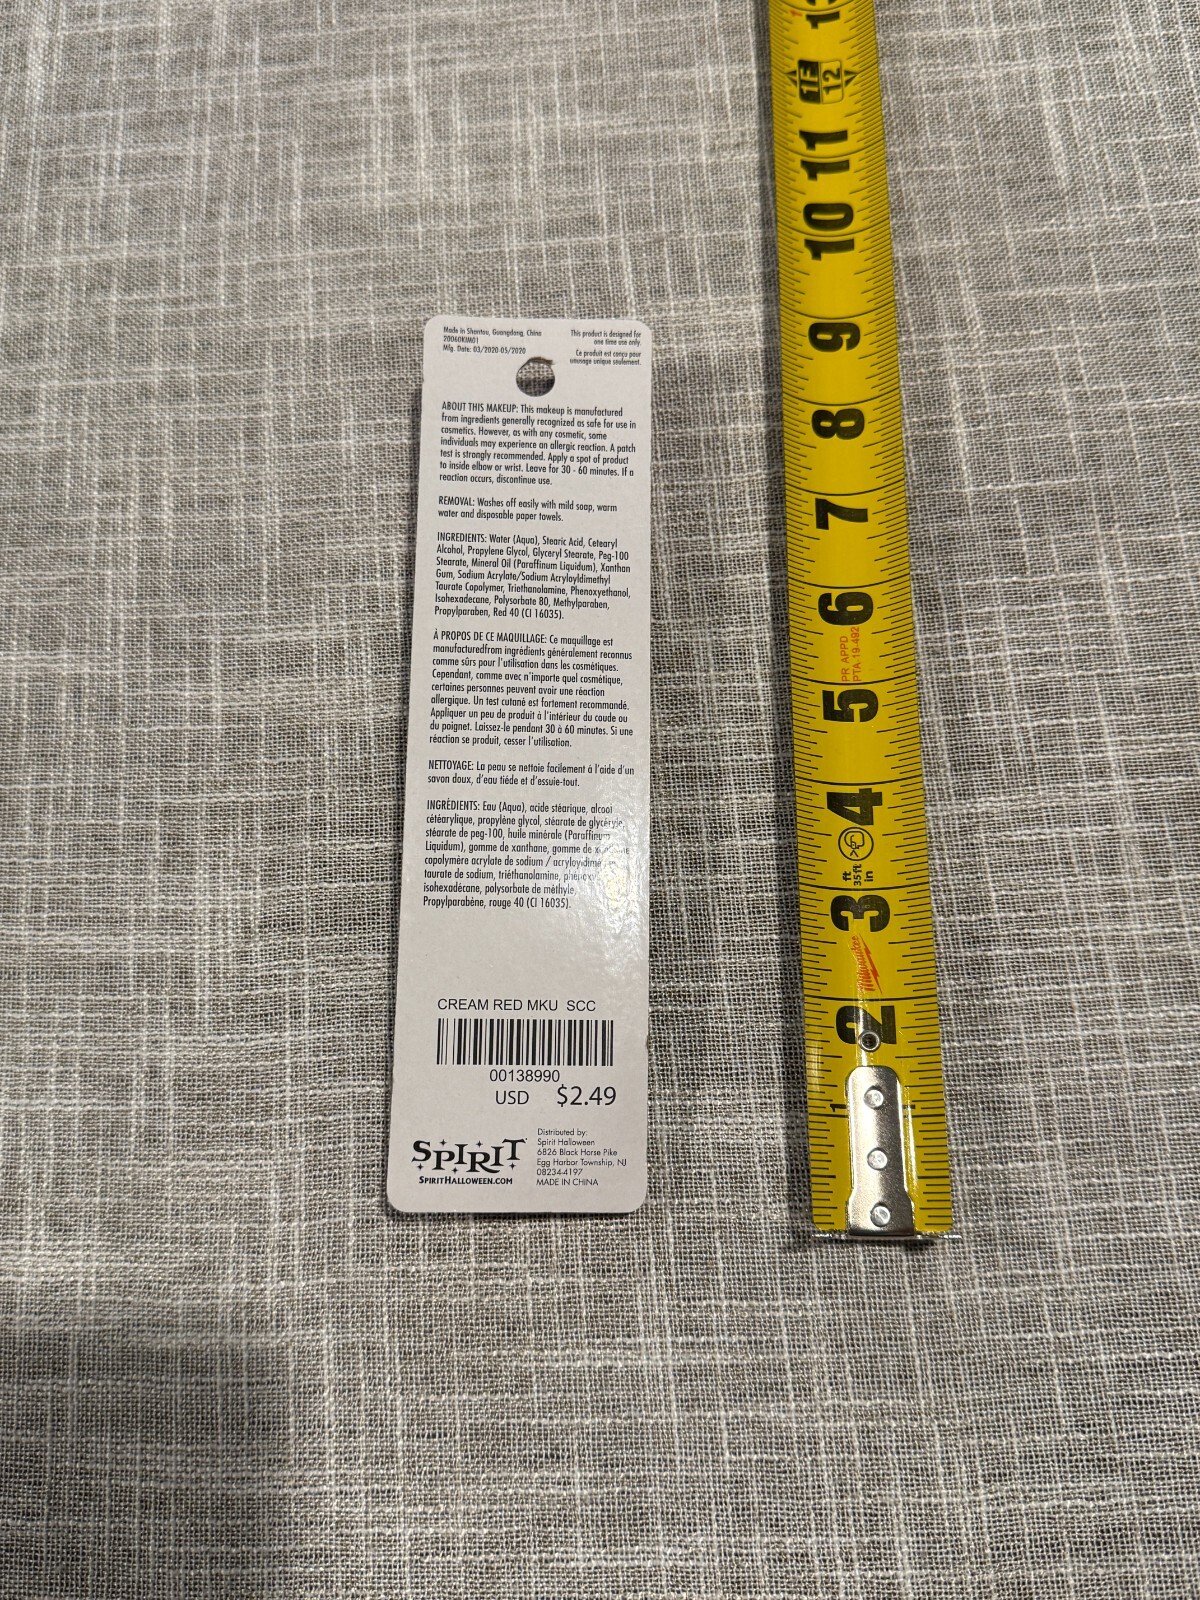 Made in Shantou, Guangdong, China
20060KIM01
Mfg. Date: 03/2020-05/2020
This product is designed for
one time use only.
Ce produit est conçu pour
unusage unique seulement.
ABOUT THIS MAKEUP: This makeup is manufactured
from ingredients generally recognized as safe for use in
cosmetics. However, as with any cosmetic, some
individuals may experience an allergic reaction. A patch
test is strongly recommended. Apply a spot of product
to inside elbow or wrist. Leave for 30 - 60 minutes. If a
reaction occurs, discontinue use.
REMOVAL: Washes off easily with mild soap, warm
water and disposable paper towels.
INGREDIENTS: Water (Aqua), Stearic Acid, Cetearyl
Alcohol, Propylene Glycol, Glyceryl Stearate, Peg-100
Stearate, Mineral Oil (Paraffinum Liquidum), Xanthan
Gum, Sodium Acrylate/Sodium Acryloyldimethyl
Taurate Copolymer, Triethanolamine, Phenoxyethanol,
Isohexadecane, Polysorbate 80, Methylparaben,
Propylparaben, Red 40 (CI 16035).
À PROPOS DE CE MAQUILLAGE: Ce maquillage est
manufacturedfrom ingrédients généralement reconnus
comme sûrs pour l'utilisation dans les cosmétiques.
Cependant, comme avec n'importe quel cosmétique,
certaines personnes peuvent avoir une réaction
allergique. Un test cutané est fortement recommandé.
Appliquer un peu de produit à l'intérieur du coude ou
du poignet. Laissez-le pendant 30 à 60 minutes. Si une
réaction se produit, cesser l'utilisation.
NETTOYAGE: La peau se nettoie facilement à l'aide d'un
savon doux, d'eau tiéde et d'essuie-tout.
INGRÉDIENTS: Eau (Aqua), acide stéarique, alcool
cétéarylique, propylène glycol, stéarate de glycéryle,
stéarate de peg-100, huile minérale (Paraffinum
Liquidum), gomme de xanthane, gomme de
copolymère acrylate de sodium /
taurate de sodium, triéthanolamine,
isohexadécane, polysorbate de méthyle,
Propylparabéne, rouge 40 (CI 16035).
CREAM RED MKU SCC
00138990
USD $2.49
SPIRIT
SPIRITHALLOWEEN.COM
Distributed by:
Spirit Halloween
6826 Black Horse Pike
Egg Harbor Township, NJ
08234-4197
MADE IN CHINA
13
1F
12
11
10
9
8
7
6
PR APPD
PTA-19-492
5
4
ft
35ft
in
3
Milwaukee
2
1